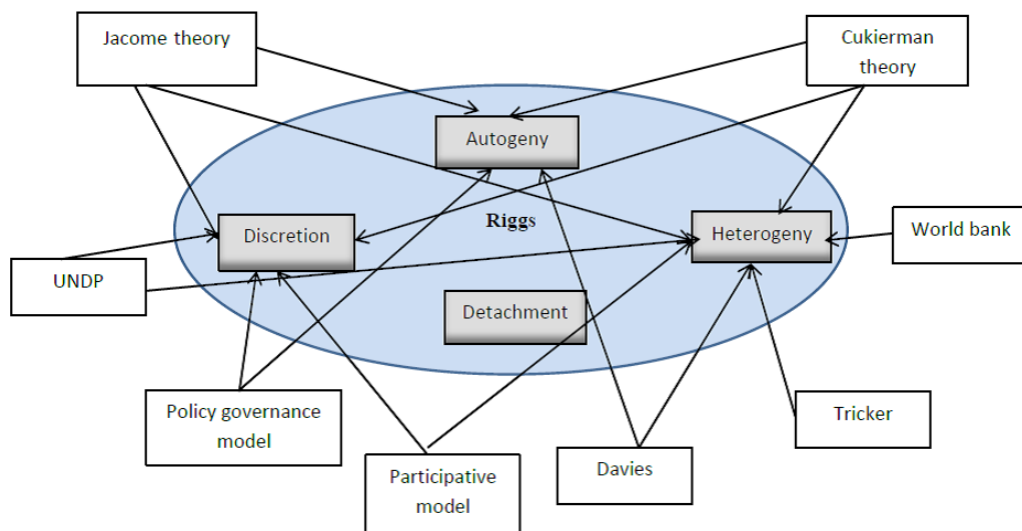 Jacome theory
Cukierman
theory
Autogeny
Riggs
Discretion
Heterogeny
World bank
UNDP
Detachment
Policy governance
model
Tricker
Participative
model
Davies